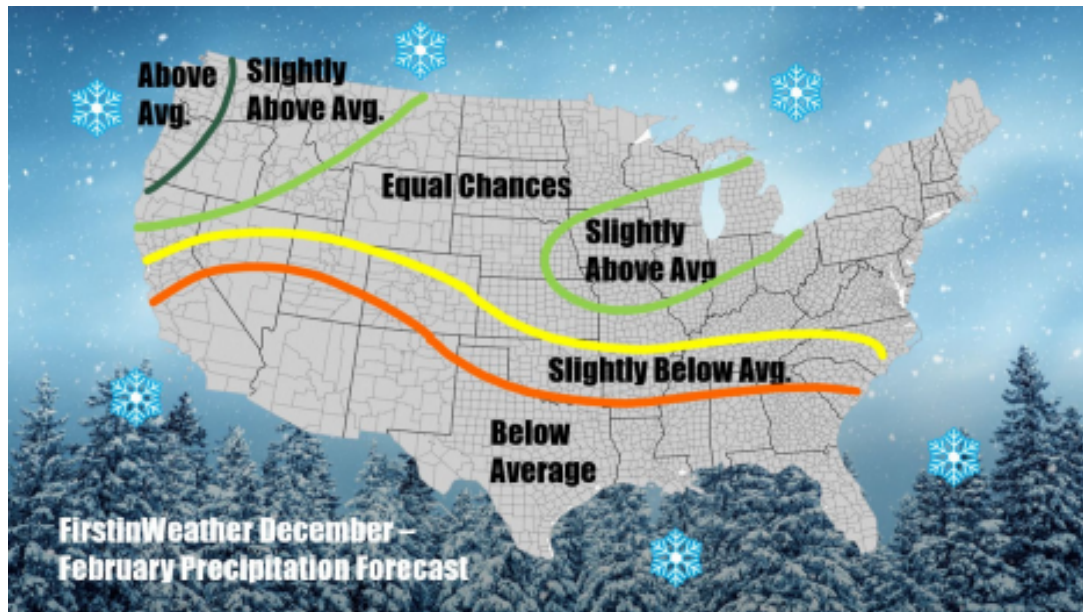 Above
Avg.
Slightly
Above Avg.
Equal Chances
Slightly
Above Avg
Slightly Below Avg.
Below
Average
FirstinWeather December –
February Precipitation Forecast